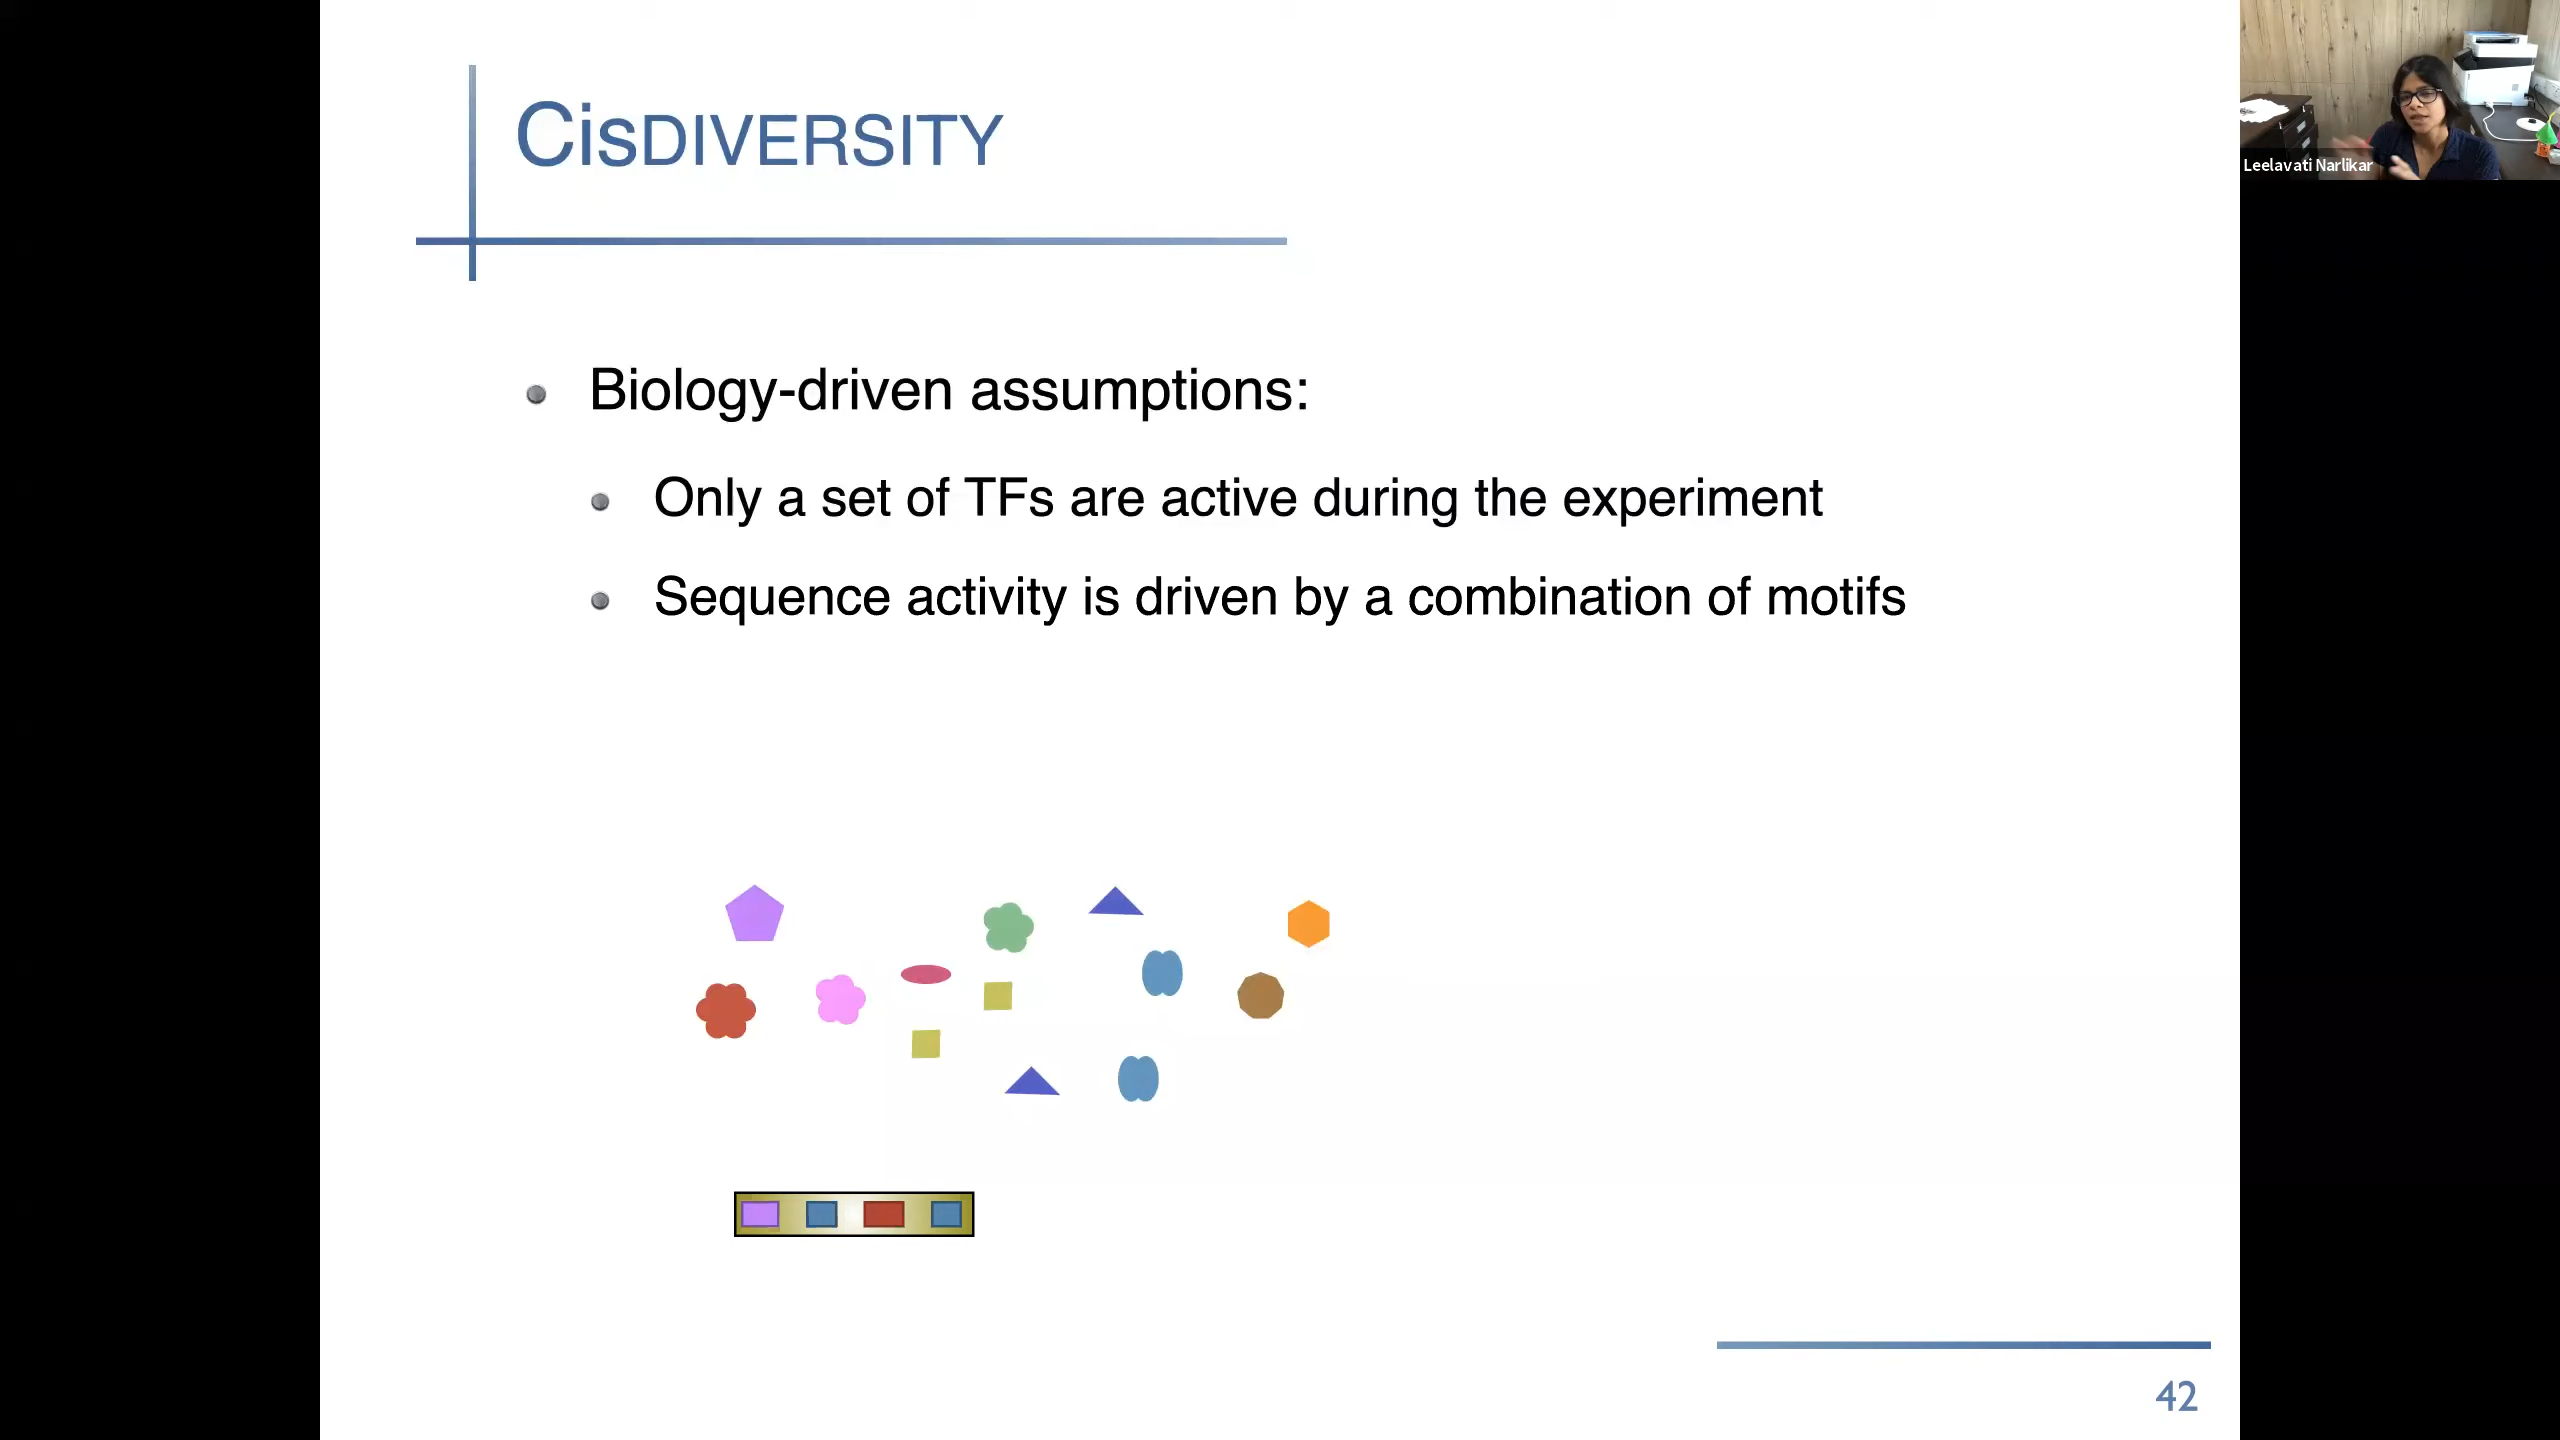 CisDIVERSITY
Leelavati Narlikar
Biology-driven assumptions:
Only a set of TFs are active during the experiment
Sequence activity is driven by a combination of motifs
42